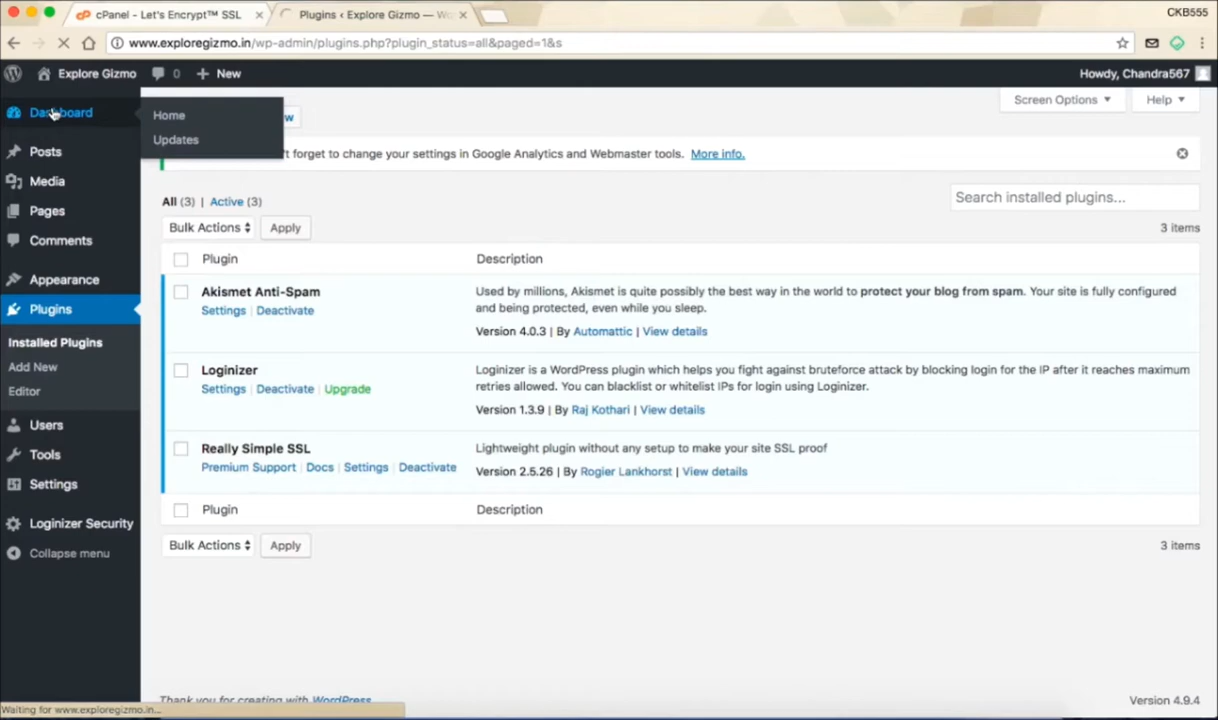 cPanel - Let's Encrypt™ SSL
Plugins ‹ Explore Gizmo —
CKB555
www.exploregizmo.in/wp-admin/plugins.php?plugin_status=all&paged=1&s
Explore Gizmo
0
New
Howdy, Chandra567
Dashboard
Home
Updates
Screen Options
Help
Posts
Media
Pages
Comments
Appearance
Plugins
Installed Plugins
Add New
Editor
Users
Tools
Settings
Loginizer Security
Collapse menu
forget to change your settings in Google Analytics and Webmaster tools. More info.
All (3) | Active (3)
Search installed plugins...
Bulk Actions
Apply
3 items
Plugin
Description
Akismet Anti-Spam
Settings | Deactivate
Used by millions, Akismet is quite possibly the best way in the world to protect your blog from spam. Your site is fully configured
and being protected, even while you sleep.
Version 4.0.3 | By Automattic | View details
Loginizer
Settings | Deactivate | Upgrade
Loginizer is a WordPress plugin which helps you fight against bruteforce attack by blocking login for the IP after it reaches maximum
retries allowed. You can blacklist or whitelist IPs for login using Loginizer.
Version 1.3.9 | By Raj Kothari | View details
Really Simple SSL
Premium Support | Docs | Settings | Deactivate
Lightweight plugin without any setup to make your site SSL proof
Version 2.5.26 | By Rogier Lankhorst | View details
Plugin
Description
Bulk Actions
Apply
3 items
Thank you for creating with WordPress
Version 4.9.4
Waiting for www.exploregizmo.in...